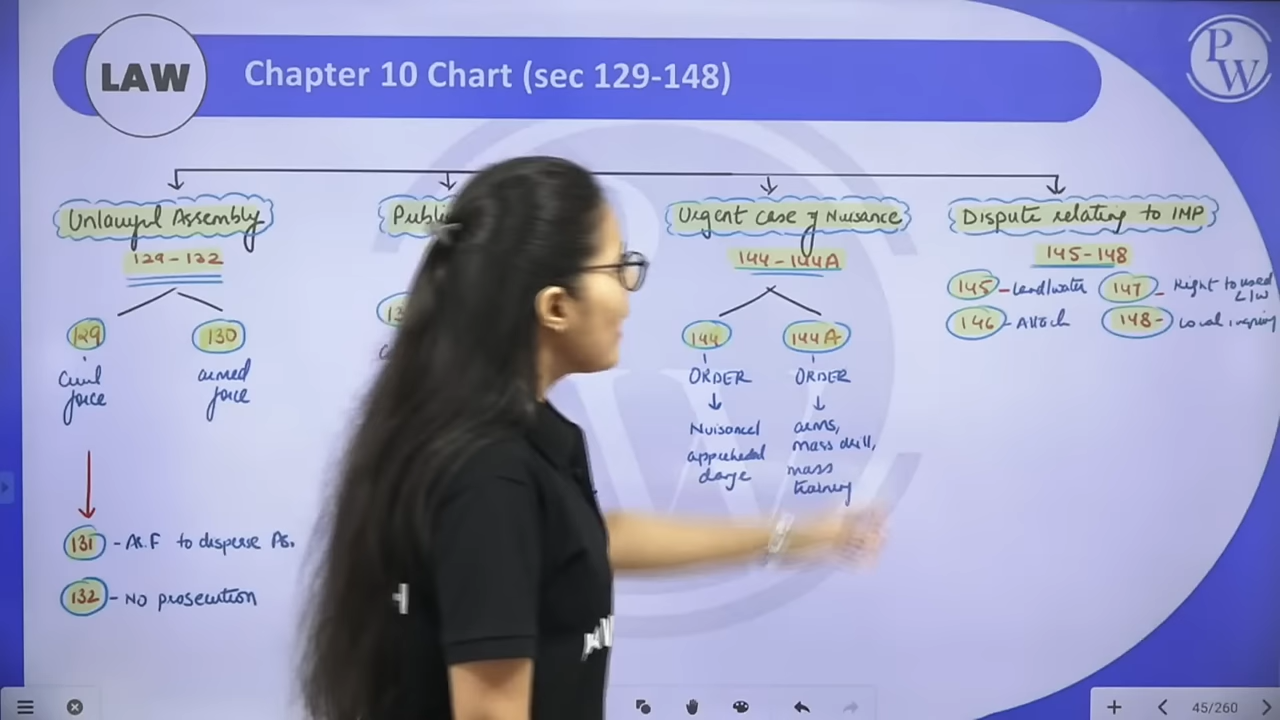 LAW
Chapter 10 Chart (sec 129-148)
PW
Unlawful Assembly
129-132
129
civil
force
130
armed
force
131 - Ar.F to disperse As.
132 - No prosecution
Publi
13
Urgent case of Nuisance
144-144A
144
ORDER
Nuisance/
apprehended
danger
144A
ORDER
arms,
mass drill,
mass
training
Dispute relating to IMP
145-148
145 - Land/water
146 - Attach
147 - Right to used
L/W
148 - Local inquiry
45/260